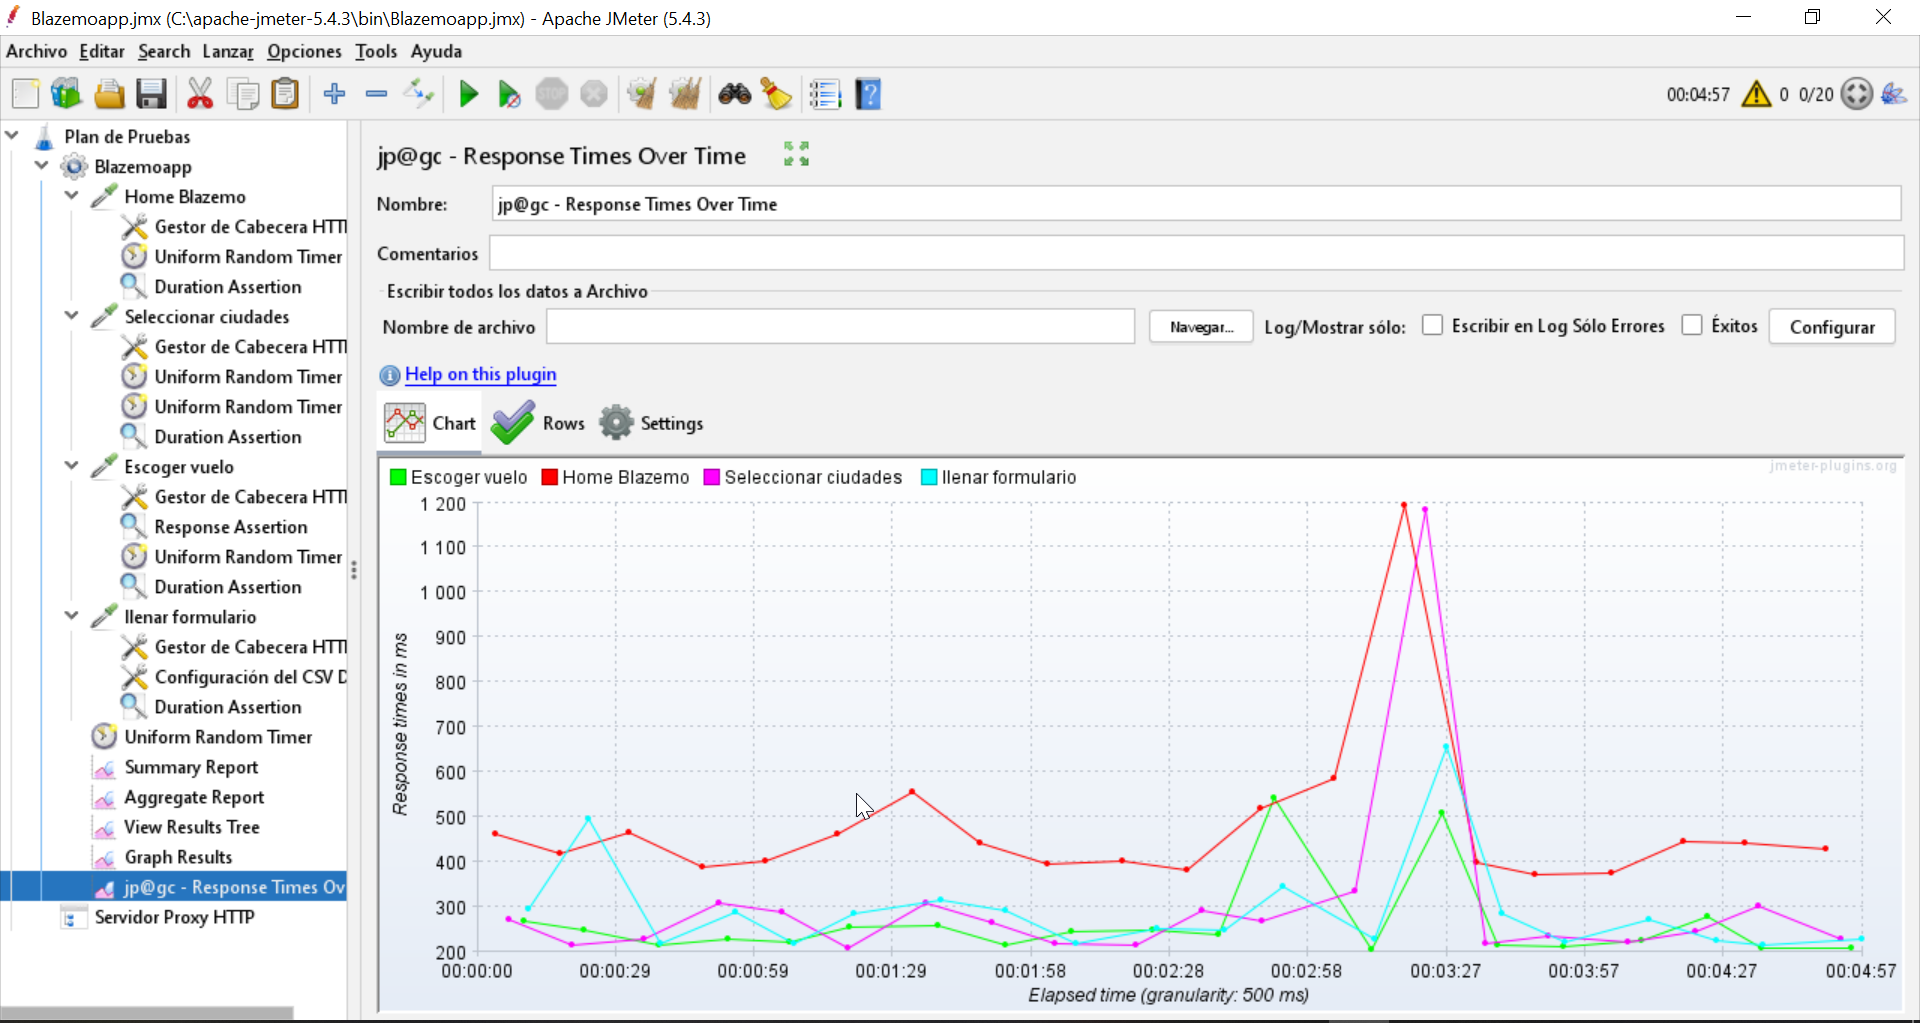 Blazemoapp.jmx (C:\apache-jmeter-5.4.3\bin\Blazemoapp.jmx) - Apache JMeter (5.4.3)
Archivo Editar Search Lanzar Opciones Tools Ayuda
STOP
?
00:04:57 0 0/20
Plan de Pruebas
Blazemoapp
Home Blazemo
Gestor de Cabecera HTT
Uniform Random Timer
Duration Assertion
Seleccionar ciudades
Gestor de Cabecera HTT
Uniform Random Timer
Uniform Random Timer
Duration Assertion
Escoger vuelo
Gestor de Cabecera HTT
Response Assertion
Uniform Random Timer
Duration Assertion
llenar formulario
Gestor de Cabecera HTT
Configuración del CSV D
Duration Assertion
Uniform Random Timer
Summary Report
Aggregate Report
View Results Tree
Graph Results
jp@gc - Response Times Ov
Servidor Proxy HTTP
jp@gc - Response Times Over Time
Nombre: jp@gc - Response Times Over Time
Comentarios
Escribir todos los datos a Archivo
Nombre de archivo Navegar... Log/Mostrar sólo: Escribir en Log Sólo Errores Éxitos Configurar
Help on this plugin
Chart Rows Settings
jmeter-plugins.org
Escoger vuelo Home Blazemo Seleccionar ciudades llenar formulario
1 200
1 100
1 000
900
800
700
600
500
400
300
200
Response times in ms
00:00:00 00:00:29 00:00:59 00:01:29 00:01:58 00:02:28 00:02:58 00:03:27 00:03:57 00:04:27 00:04:57
Elapsed time (granularity: 500 ms)